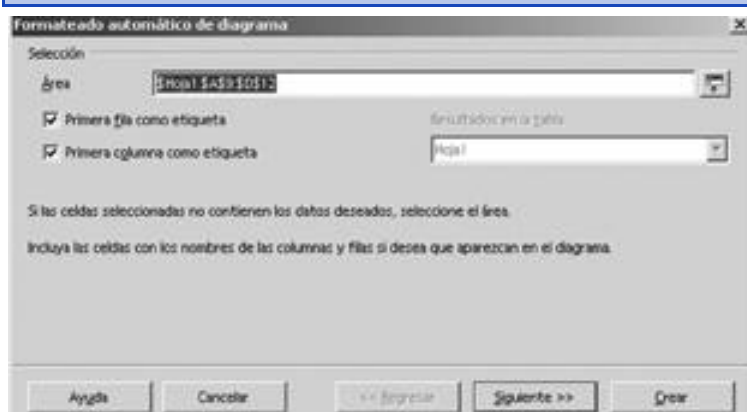 Formateado automático de diagrama
Selección
Área
$Hoja1.$A$9:$D$12
Primera fila como etiqueta
Resultados en la tabla
Primera columna como etiqueta
Hoja1
Si las celdas seleccionadas no contienen los datos deseados, seleccione el área.
Incluya las celdas con los nombres de las columnas y filas si desea que aparezcan en el diagrama.
Ayuda Cancelar << Regresar Siguiente >> Crear